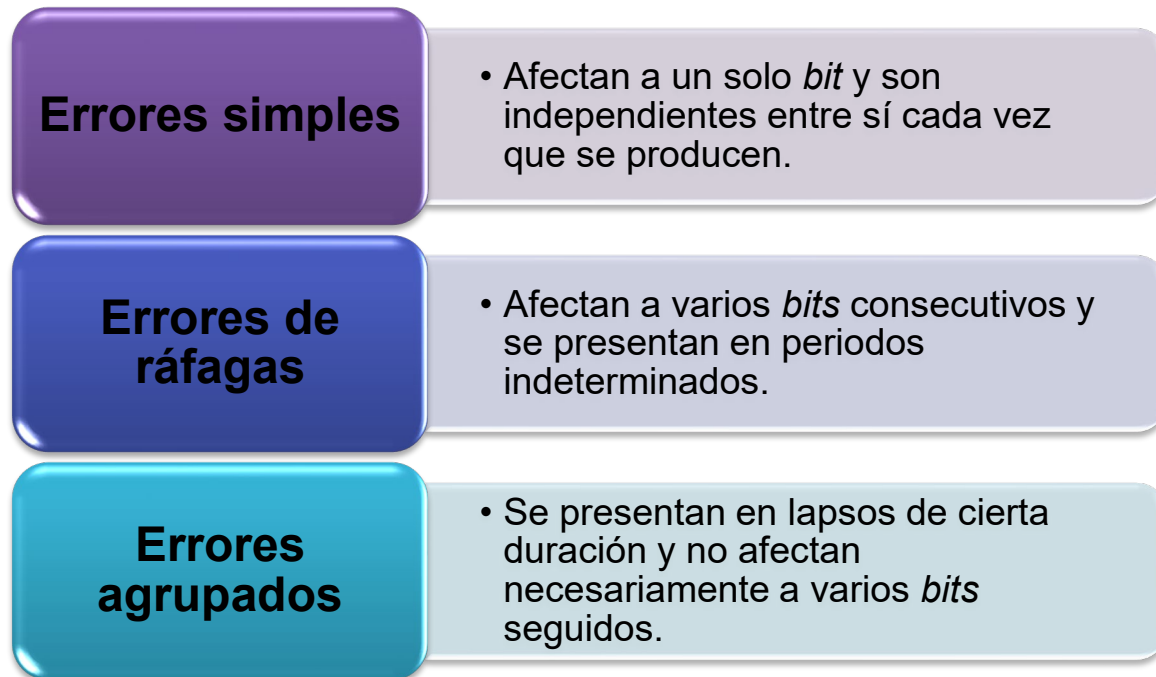 Errores simples
• Afectan a un solo bit y son
independientes entre sí cada vez
que se producen.
Errores de
ráfagas
• Afectan a varios bits consecutivos y
se presentan en periodos
indeterminados.
Errores
agrupados
• Se presentan en lapsos de cierta
duración y no afectan
necesariamente a varios bits
seguidos.